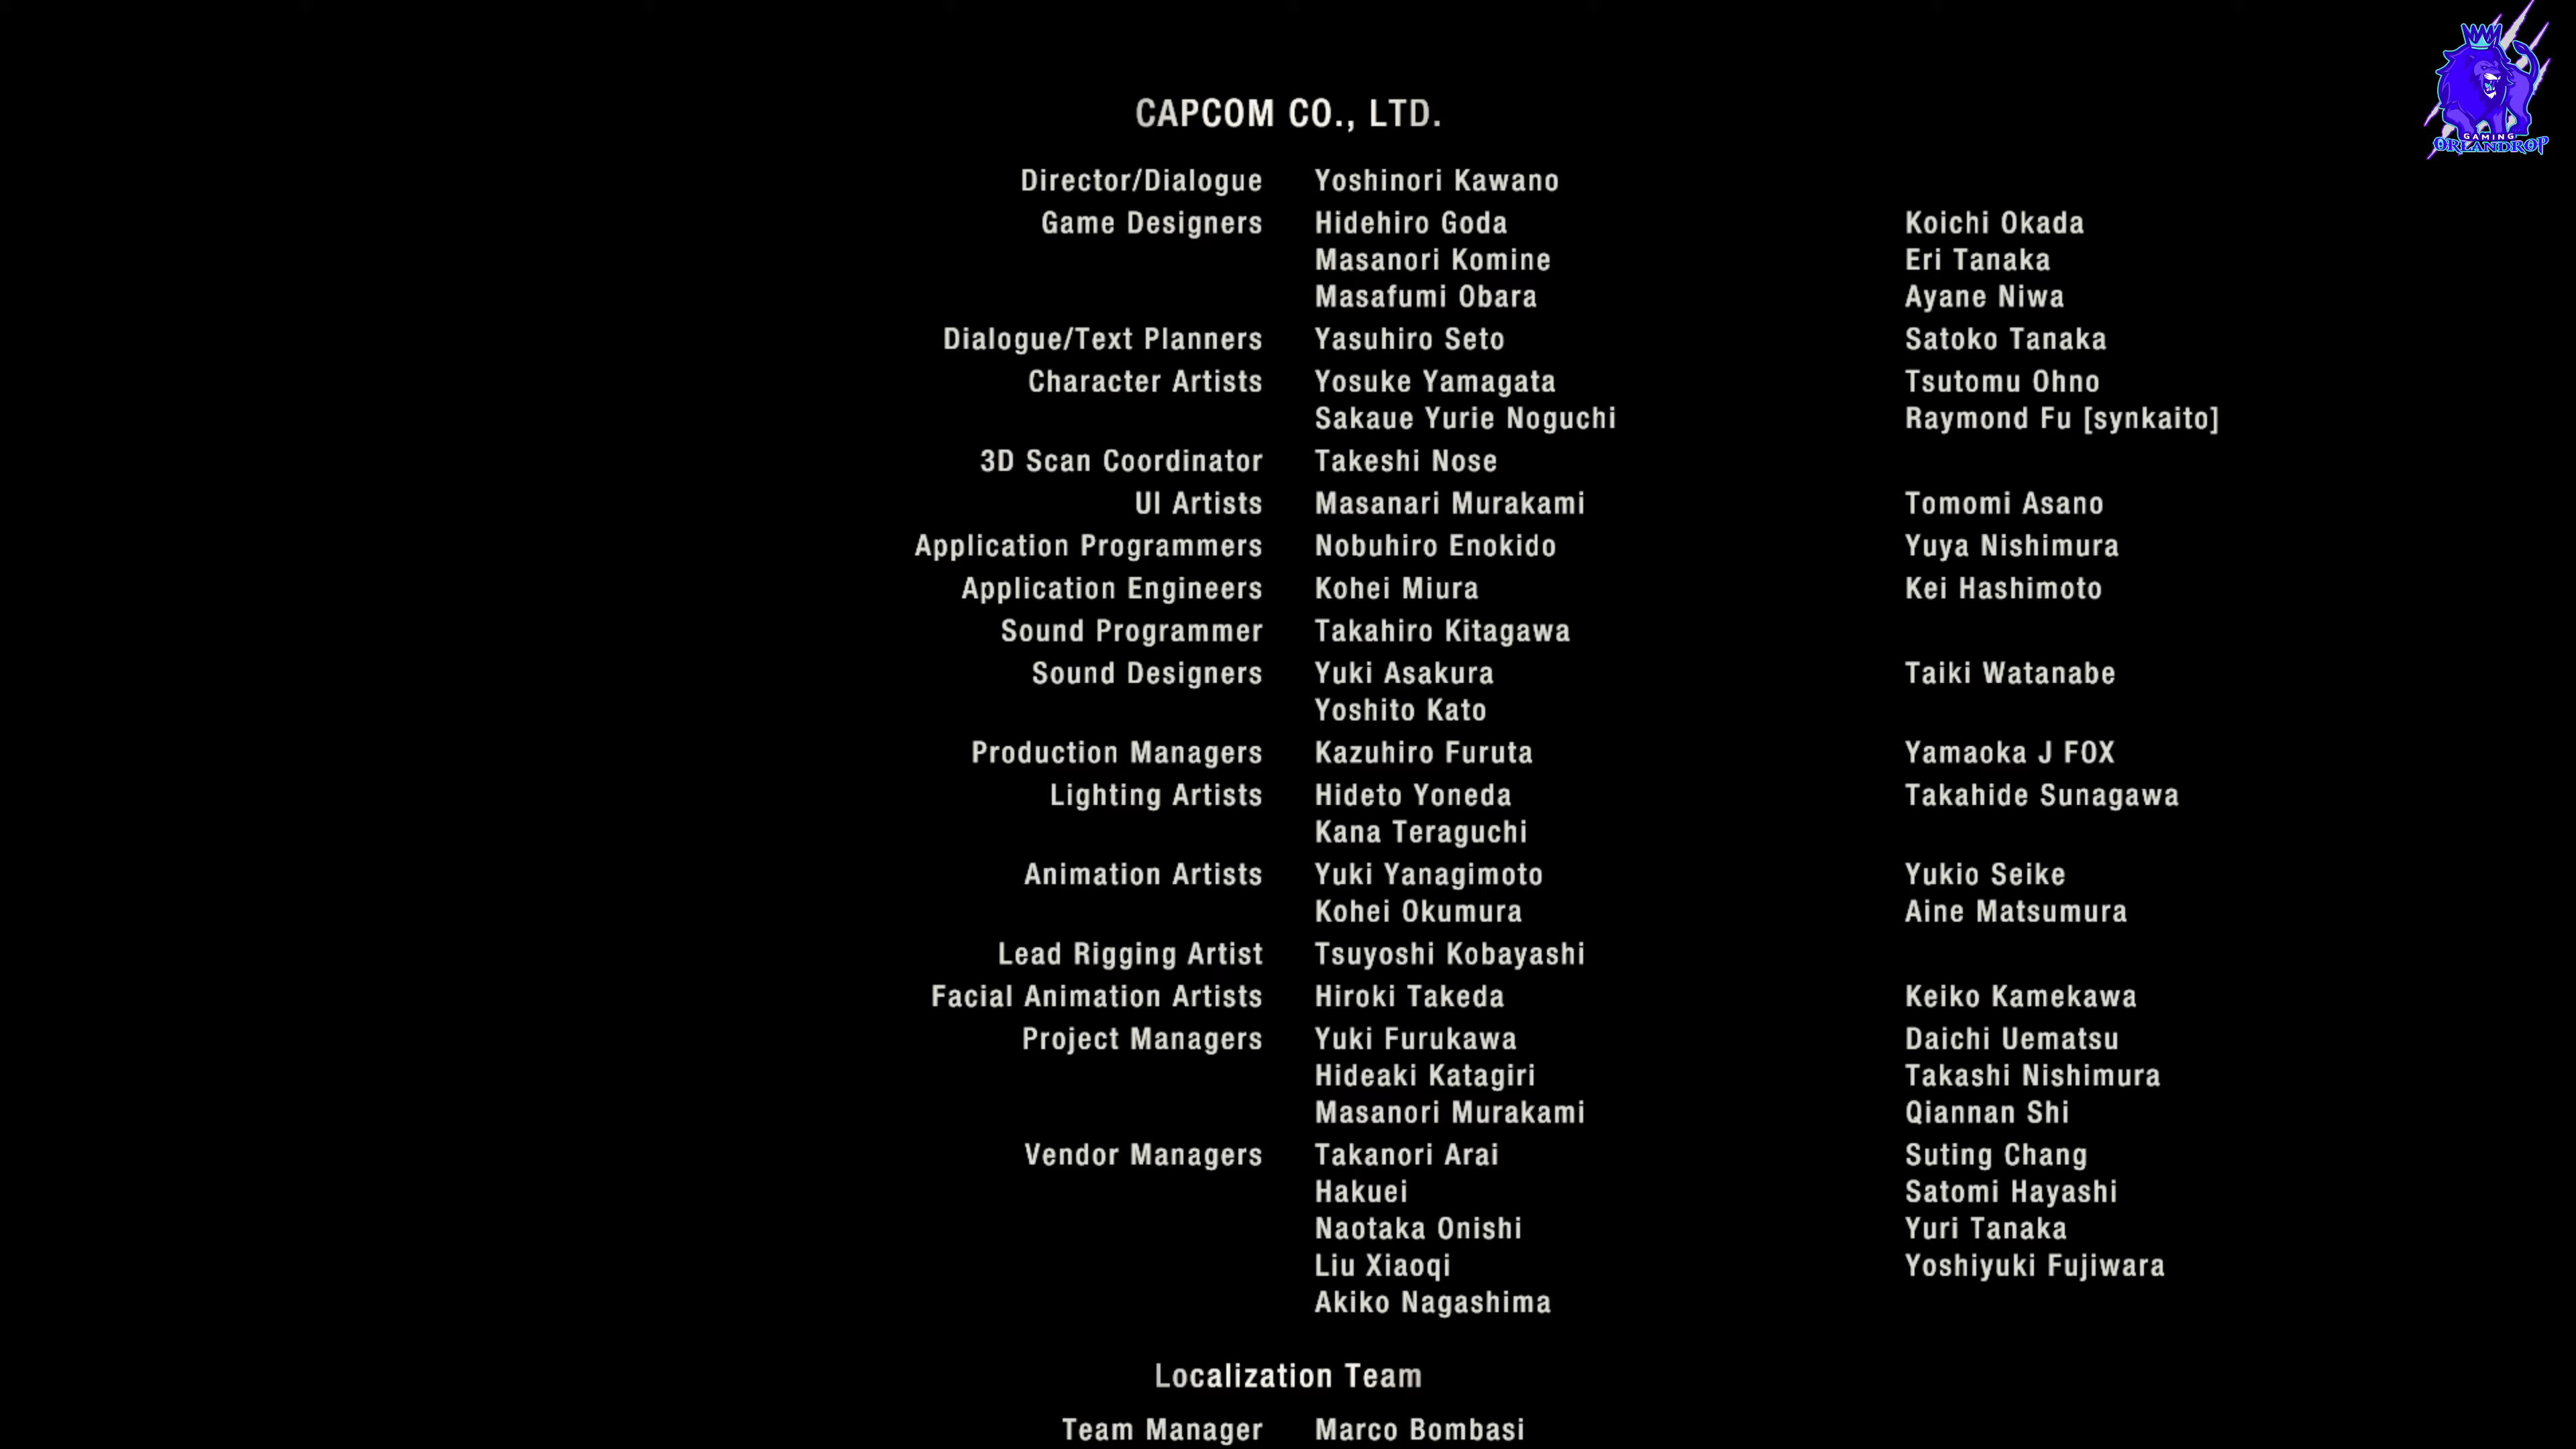 CAPCOM CO., LTD.
GAMING
ORLANDROP
Director/Dialogue Yoshinori Kawano
Game Designers Hidehiro Goda Koichi Okada
Masanori Komine Eri Tanaka
Masafumi Obara Ayane Niwa
Dialogue/Text Planners Yasuhiro Seto Satoko Tanaka
Character Artists Yosuke Yamagata Tsutomu Ohno
Sakaue Yurie Noguchi Raymond Fu [synkaito]
3D Scan Coordinator Takeshi Nose
UI Artists Masanari Murakami Tomomi Asano
Application Programmers Nobuhiro Enokido Yuya Nishimura
Application Engineers Kohei Miura Kei Hashimoto
Sound Programmer Takahiro Kitagawa
Sound Designers Yuki Asakura Taiki Watanabe
Yoshito Kato
Production Managers Kazuhiro Furuta Yamaoka J FOX
Lighting Artists Hideto Yoneda Takahide Sunagawa
Kana Teraguchi
Animation Artists Yuki Yanagimoto Yukio Seike
Kohei Okumura Aine Matsumura
Lead Rigging Artist Tsuyoshi Kobayashi
Facial Animation Artists Hiroki Takeda Keiko Kamekawa
Project Managers Yuki Furukawa Daichi Uematsu
Hideaki Katagiri Takashi Nishimura
Masanori Murakami Qiannan Shi
Vendor Managers Takanori Arai Suting Chang
Hakuei Satomi Hayashi
Naotaka Onishi Yuri Tanaka
Liu Xiaoqi Yoshiyuki Fujiwara
Akiko Nagashima
Localization Team
Team Manager Marco Bombasi